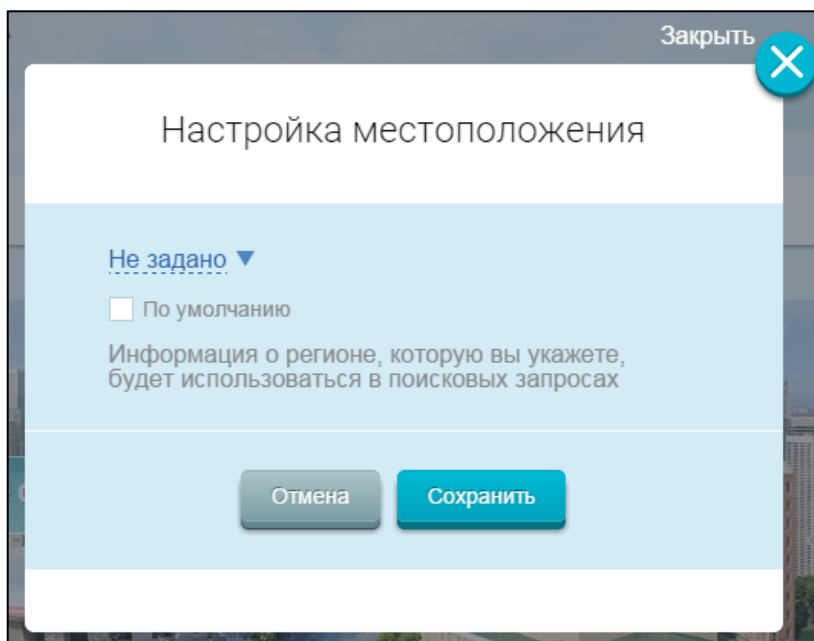 Закрыть
Настройка местоположения
Не задано
По умолчанию
Информация о регионе, которую вы укажете,
будет использоваться в поисковых запросах
Отмена
Сохранить